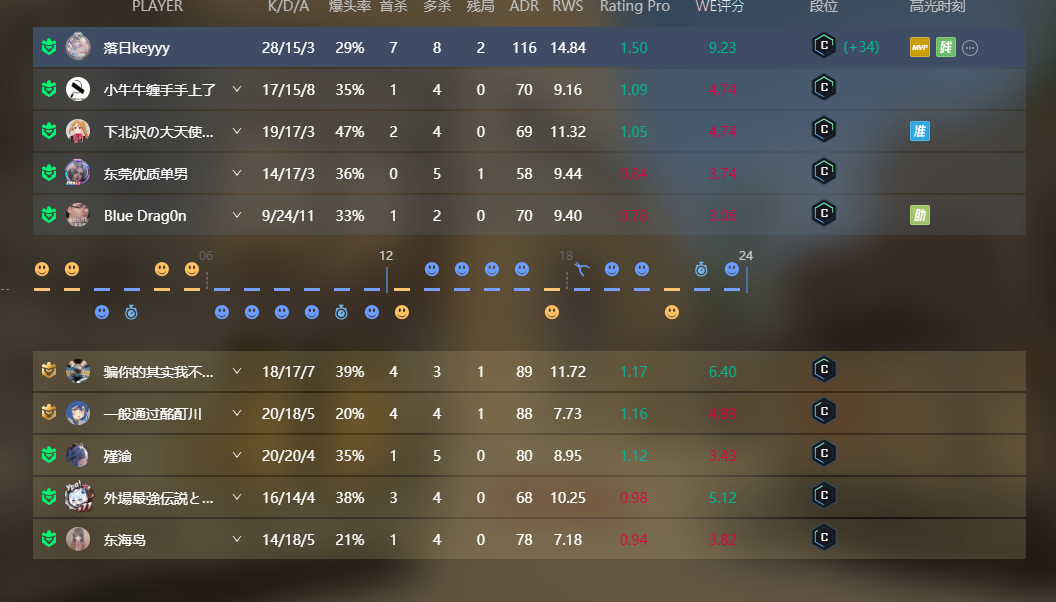 PLAYER K/D/A 爆头率 首杀 多杀 残局 ADR RWS Rating Pro WE评分 段位 高光时刻
落日keyyy 28/15/3 29% 7 8 2 116 14.84 1.50 9.23 C (+34) MVP 残
小牛牛缠手手上了 17/15/8 35% 1 4 0 70 9.16 1.09 4.74 C
下北沢の大天使... 19/17/3 47% 2 4 0 69 11.32 1.05 4.74 C 准
东莞优质单男 14/17/3 36% 0 5 1 58 9.44 0.84 3.74 C
Blue Drag0n 9/24/11 33% 1 2 0 70 9.40 C 助
06 12 18 24
骗你的其实我不... 18/17/7 39% 4 3 1 89 11.72 1.17 6.40 C
一般通过酩酊川 20/18/5 20% 4 4 1 88 7.73 1.16 C
殣渝 20/20/4 35% 1 5 0 80 8.95 1.12 3.43 C
外場最強伝説と... 16/14/4 38% 3 4 0 68 10.25 0.98 5.12 C
东海岛 14/18/5 21% 1 4 0 78 7.18 0.94 3.82 C